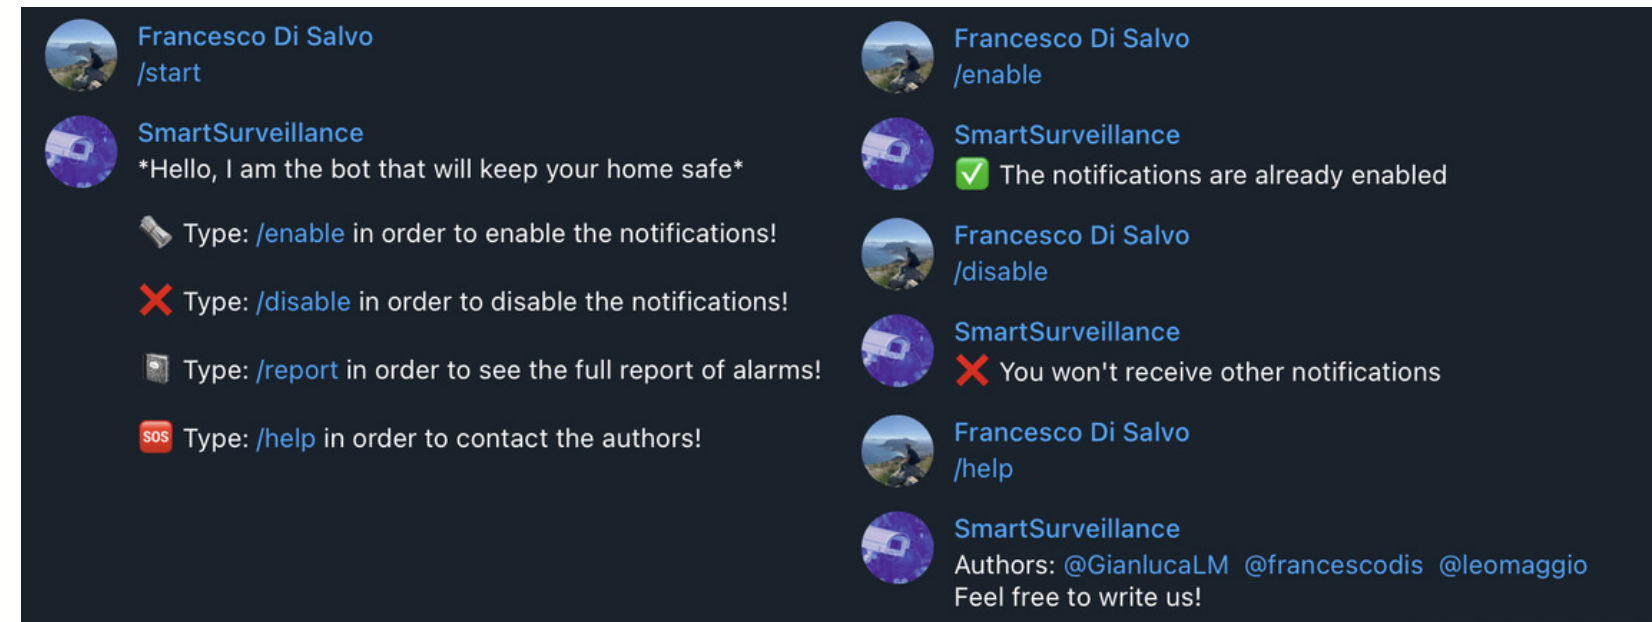 Francesco Di Salvo
/start
SmartSurveillance
*Hello, I am the bot that will keep your home safe*
🗞 Type: /enable in order to enable the notifications!
❌ Type: /disable in order to disable the notifications!
📓 Type: /report in order to see the full report of alarms!
🆘 Type: /help in order to contact the authors!
Francesco Di Salvo
/enable
SmartSurveillance
✅ The notifications are already enabled
Francesco Di Salvo
/disable
SmartSurveillance
❌ You won't receive other notifications
Francesco Di Salvo
/help
SmartSurveillance
Authors: @GianlucaLM @francescodis @leomaggio
Feel free to write us!